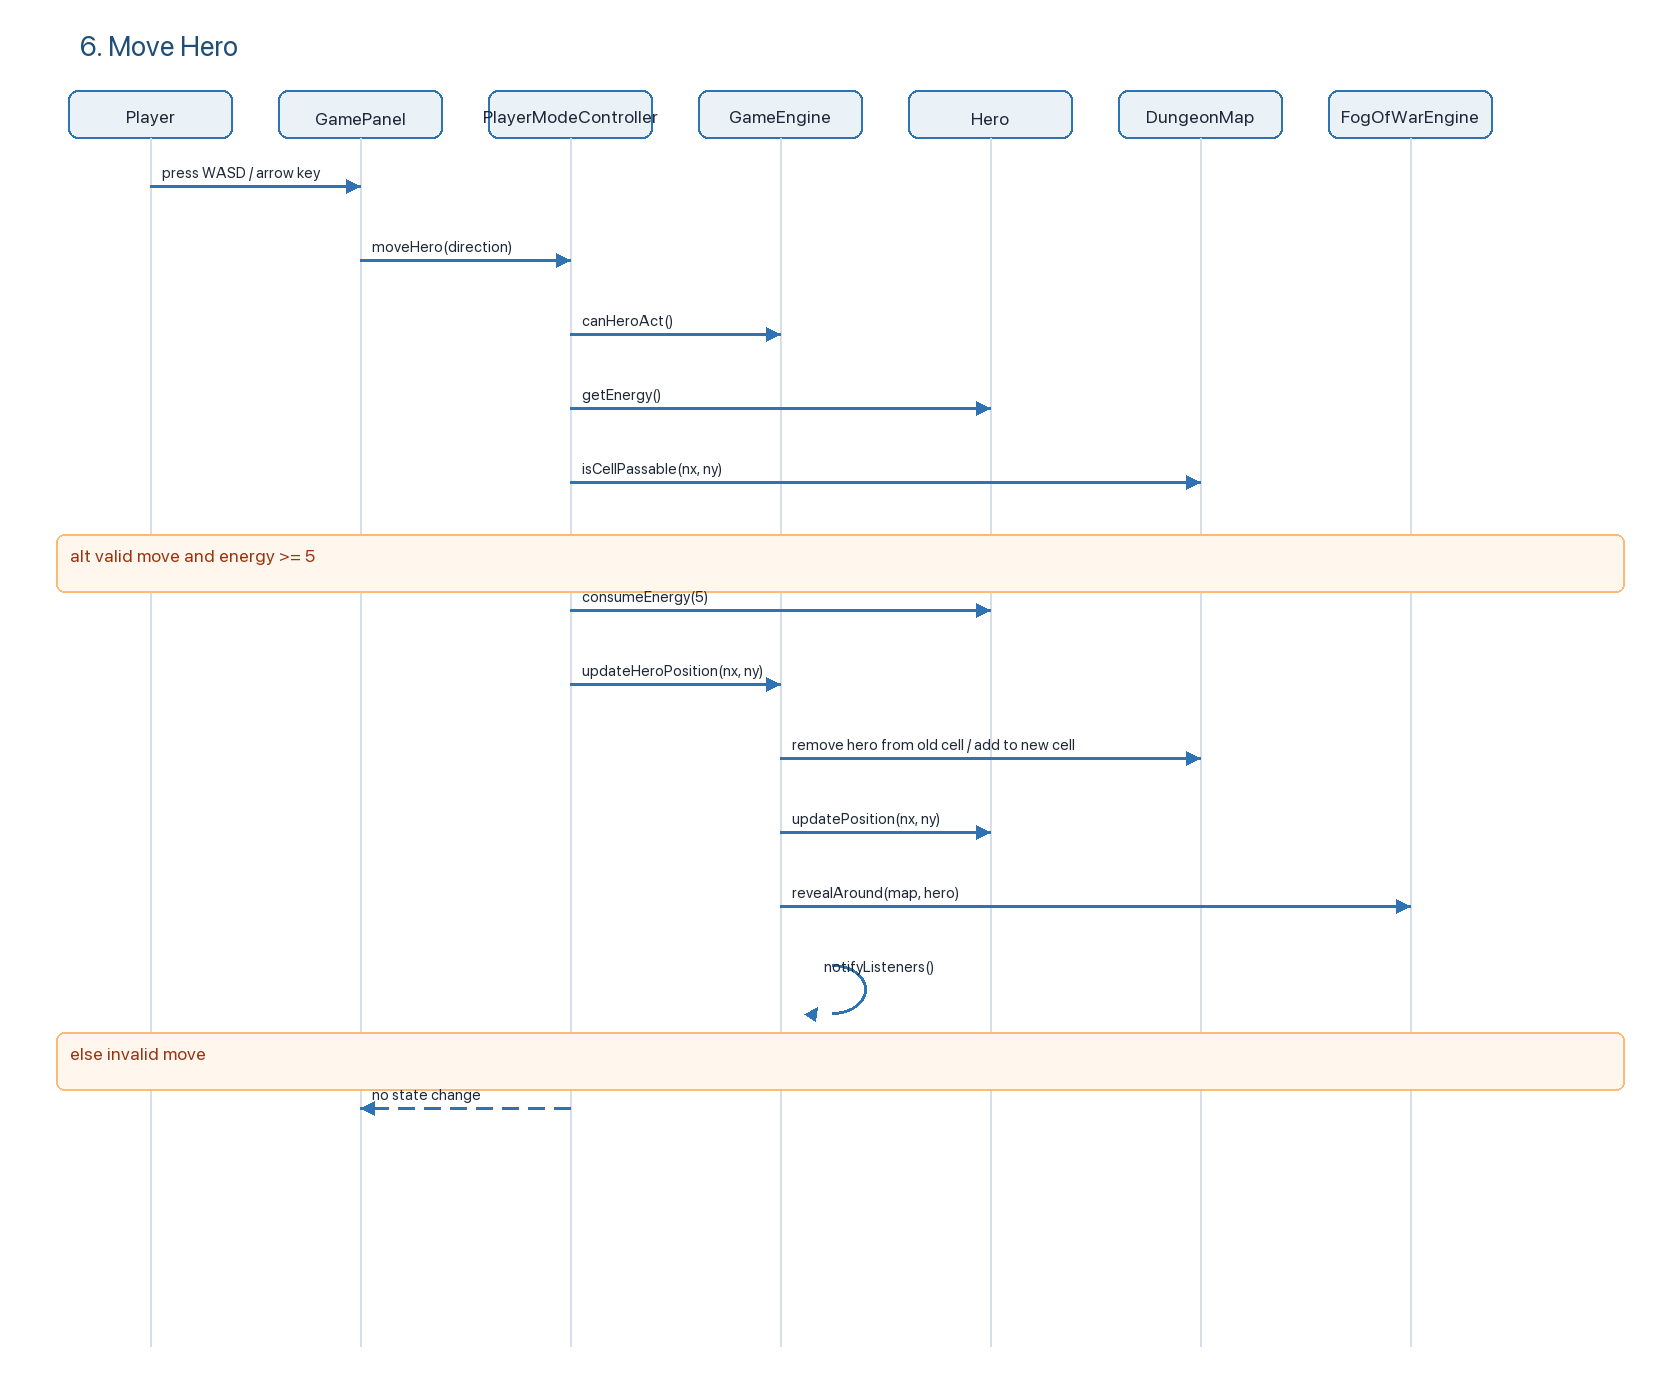 6. Move Hero
Player
GamePanel
PlayerModeController
GameEngine
Hero
DungeonMap
FogOfWarEngine
press WASD / arrow key
moveHero(direction)
canHeroAct()
getEnergy()
isCellPassable(nx, ny)
alt valid move and energy >= 5
consumeEnergy(5)
updateHeroPosition(nx, ny)
remove hero from old cell / add to new cell
updatePosition(nx, ny)
revealAround(map, hero)
notifyListeners()
else invalid move
no state change